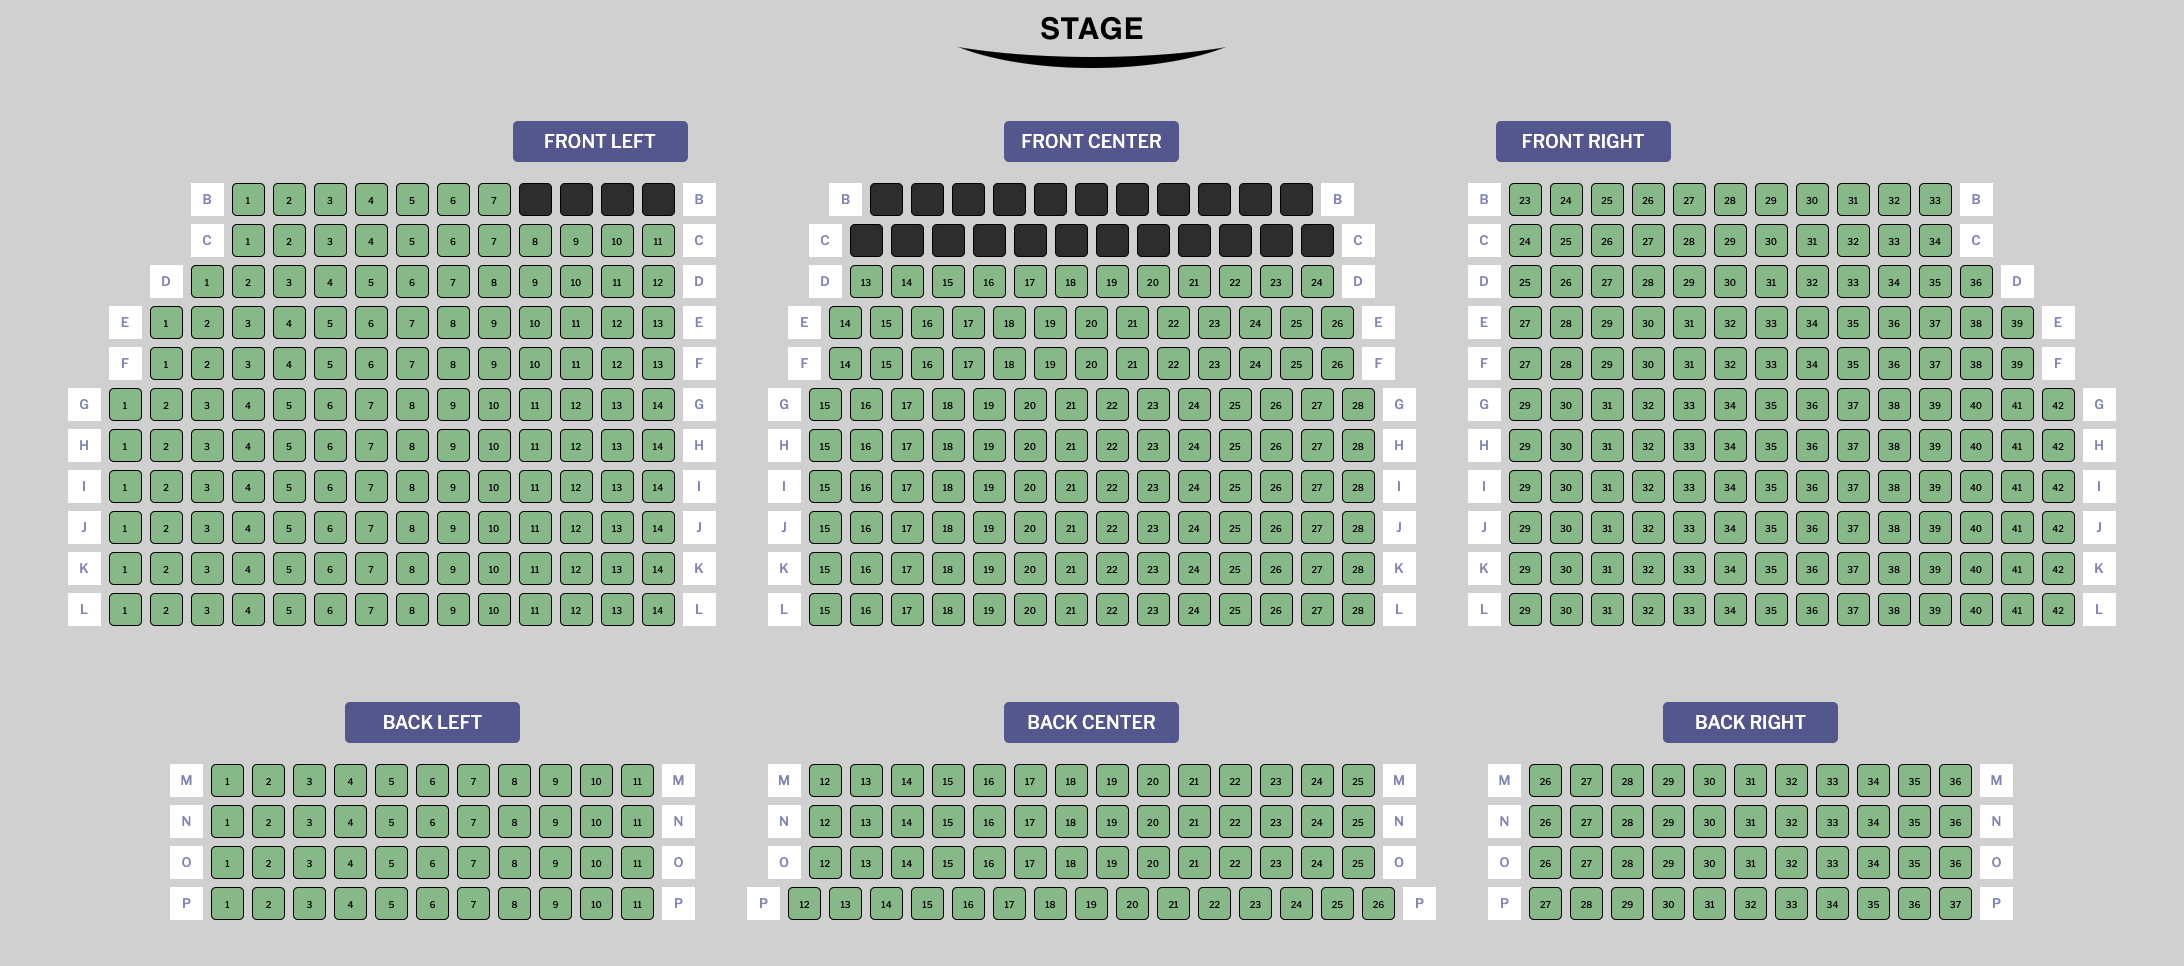 STAGE
FRONT LEFT FRONT CENTER FRONT RIGHT
B 1 2 3 4 5 6 7 B B B B 23 24 25 26 27 28 29 30 31 32 33 B
C 1 2 3 4 5 6 7 8 9 10 11 C C C C 24 25 26 27 28 29 30 31 32 33 34 C
D 1 2 3 4 5 6 7 8 9 10 11 12 D D 13 14 15 16 17 18 19 20 21 22 23 24 D D 25 26 27 28 29 30 31 32 33 34 35 36 D
E 1 2 3 4 5 6 7 8 9 10 11 12 13 E E 14 15 16 17 18 19 20 21 22 23 24 25 26 E E 27 28 29 30 31 32 33 34 35 36 37 38 39 E
F 1 2 3 4 5 6 7 8 9 10 11 12 13 F F 14 15 16 17 18 19 20 21 22 23 24 25 26 F F 27 28 29 30 31 32 33 34 35 36 37 38 39 F
G 1 2 3 4 5 6 7 8 9 10 11 12 13 14 G G 15 16 17 18 19 20 21 22 23 24 25 26 27 28 G G 29 30 31 32 33 34 35 36 37 38 39 40 41 42 G
H 1 2 3 4 5 6 7 8 9 10 11 12 13 14 H H 15 16 17 18 19 20 21 22 23 24 25 26 27 28 H H 29 30 31 32 33 34 35 36 37 38 39 40 41 42 H
I 1 2 3 4 5 6 7 8 9 10 11 12 13 14 I I 15 16 17 18 19 20 21 22 23 24 25 26 27 28 I I 29 30 31 32 33 34 35 36 37 38 39 40 41 42 I
J 1 2 3 4 5 6 7 8 9 10 11 12 13 14 J J 15 16 17 18 19 20 21 22 23 24 25 26 27 28 J J 29 30 31 32 33 34 35 36 37 38 39 40 41 42 J
K 1 2 3 4 5 6 7 8 9 10 11 12 13 14 K K 15 16 17 18 19 20 21 22 23 24 25 26 27 28 K K 29 30 31 32 33 34 35 36 37 38 39 40 41 42 K
L 1 2 3 4 5 6 7 8 9 10 11 12 13 14 L L 15 16 17 18 19 20 21 22 23 24 25 26 27 28 L L 29 30 31 32 33 34 35 36 37 38 39 40 41 42 L
BACK LEFT BACK CENTER BACK RIGHT
M 1 2 3 4 5 6 7 8 9 10 11 M M 12 13 14 15 16 17 18 19 20 21 22 23 24 25 M M 26 27 28 29 30 31 32 33 34 35 36 M
N 1 2 3 4 5 6 7 8 9 10 11 N N 12 13 14 15 16 17 18 19 20 21 22 23 24 25 N N 26 27 28 29 30 31 32 33 34 35 36 N
O 1 2 3 4 5 6 7 8 9 10 11 O O 12 13 14 15 16 17 18 19 20 21 22 23 24 25 O O 26 27 28 29 30 31 32 33 34 35 36 O
P 1 2 3 4 5 6 7 8 9 10 11 P P 12 13 14 15 16 17 18 19 20 21 22 23 24 25 26 P P 27 28 29 30 31 32 33 34 35 36 37 P